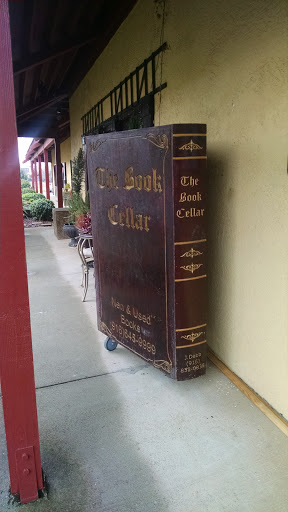 The Book
Cellar
New & Used
Books
The
Book
Cellar